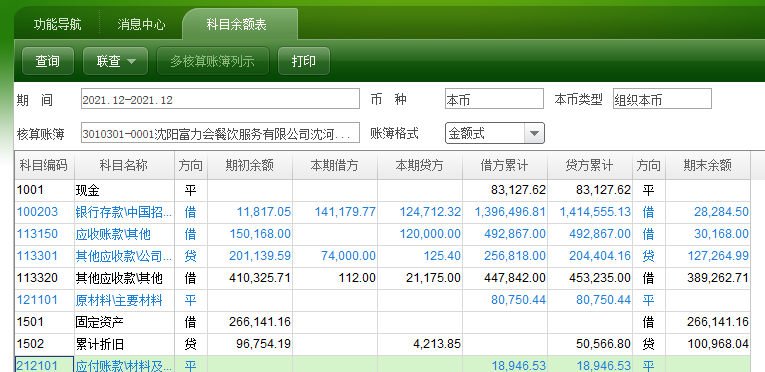 功能导航 消息中心 科目余额表
查询 联查 多核算账簿列示 打印
期 间 2021.12-2021.12 币 种 本币 本币类型 组织本币
核算账簿 3010301-0001沈阳富力会餐饮服务有限公司沈河... 账簿格式 金额式
科目编码 科目名称 方向 期初余额 本期借方 本期贷方 借方累计 贷方累计 方向 期末余额
1001 现金 平 83,127.62 83,127.62 平
100203 银行存款\中国招... 借 11,817.05 141,179.77 124,712.32 1,396,496.81 1,414,555.13 借 28,284.50
113150 应收账款\其他 借 150,168.00 120,000.00 492,867.00 492,867.00 借 30,168.00
113301 其他应收款\公司... 贷 201,139.59 74,000.00 125.40 256,818.00 204,404.16 贷 127,264.99
113320 其他应收款\其他 借 410,325.71 112.00 21,175.00 447,842.00 453,235.00 借 389,262.71
121101 原材料\主要材料 平 80,750.44 80,750.44 平
1501 固定资产 借 266,141.16 借 266,141.16
1502 累计折旧 贷 96,754.19 4,213.85 50,566.80 贷 100,968.04
212101 应付账款\材料及... 平 18,946.53 18,946.53 平